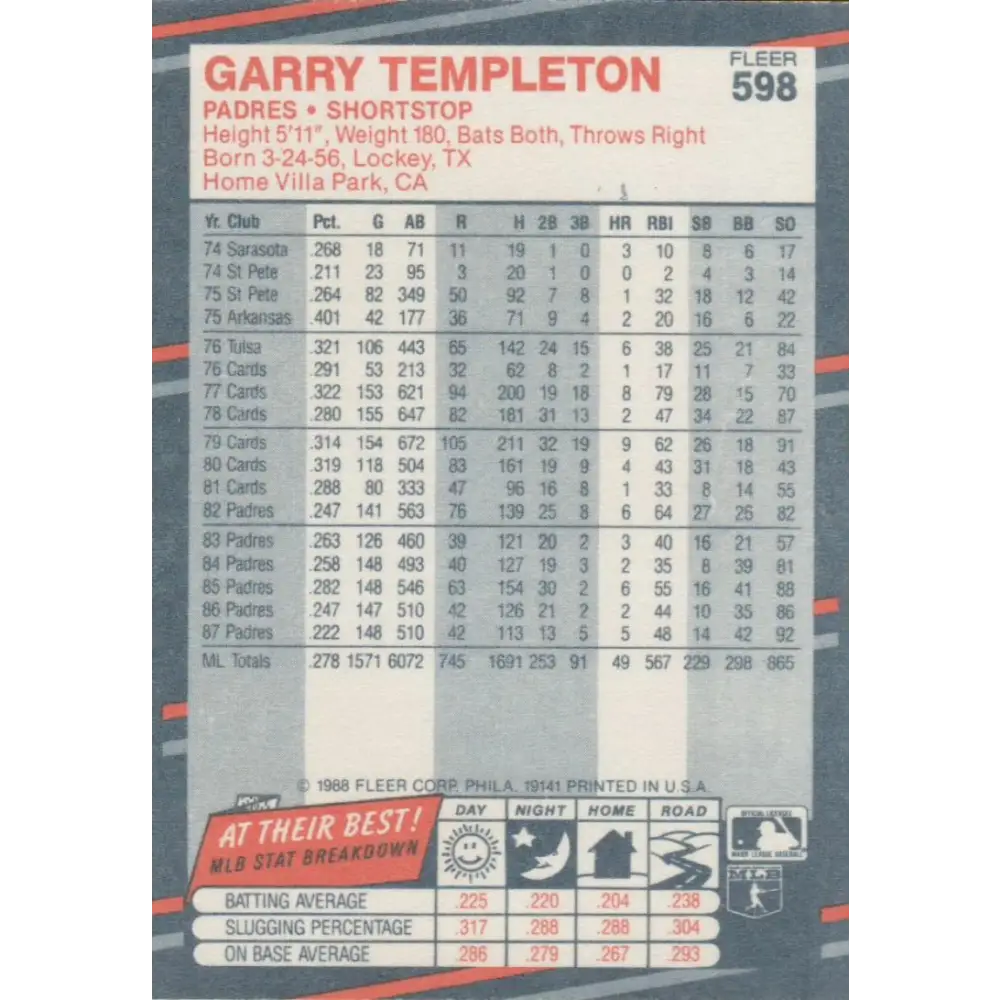 GARRY TEMPLETON
FLEER
598
PADRES • SHORTSTOP
Height 5'11", Weight 180, Bats Both, Throws Right
Born 3-24-56, Lockey, TX
Home Villa Park, CA
Yr. Club Pct. G AB R H 2B 3B HR RBI SB BB SO
74 Sarasota .268 18 71 11 19 1 0 3 10 8 6 17
74 St Pete .211 23 95 3 20 1 0 0 2 4 3 14
75 St Pete .264 82 349 50 92 7 8 1 32 18 12 42
75 Arkansas .401 42 177 36 71 9 4 2 20 16 6 22
76 Tulsa .321 106 443 65 142 24 15 6 38 25 21 84
76 Cards .291 53 213 32 62 8 2 1 17 11 7 33
77 Cards .322 153 621 94 200 19 18 8 79 28 15 70
78 Cards .280 155 647 82 181 31 13 2 47 34 22 87
79 Cards .314 154 672 105 211 32 19 9 62 26 18 91
80 Cards .319 118 504 83 161 19 9 4 43 31 18 43
81 Cards .288 80 333 47 96 16 8 1 33 8 14 55
82 Padres .247 141 563 76 139 25 8 6 64 27 26 82
83 Padres .263 126 460 39 121 20 2 3 40 16 21 57
84 Padres .258 148 493 40 127 19 3 2 35 8 39 81
85 Padres .282 148 546 63 154 30 2 6 55 16 41 88
86 Padres .247 147 510 42 126 21 2 2 44 10 35 86
87 Padres .222 148 510 42 113 13 5 5 48 14 42 92
ML Totals .278 1571 6072 745 1691 253 91 49 567 229 298 865
© 1988 FLEER CORP. PHILA. 19141 PRINTED IN U.S.A.
AT THEIR BEST!
MLB STAT BREAKDOWN
DAY NIGHT HOME ROAD
OFFICIAL LICENSEE
MAJOR LEAGUE BASEBALL
MLB
BATTING AVERAGE .225 .220 .204 .238
SLUGGING PERCENTAGE .317 .288 .288 .304
ON BASE AVERAGE .286 .279 .267 .293